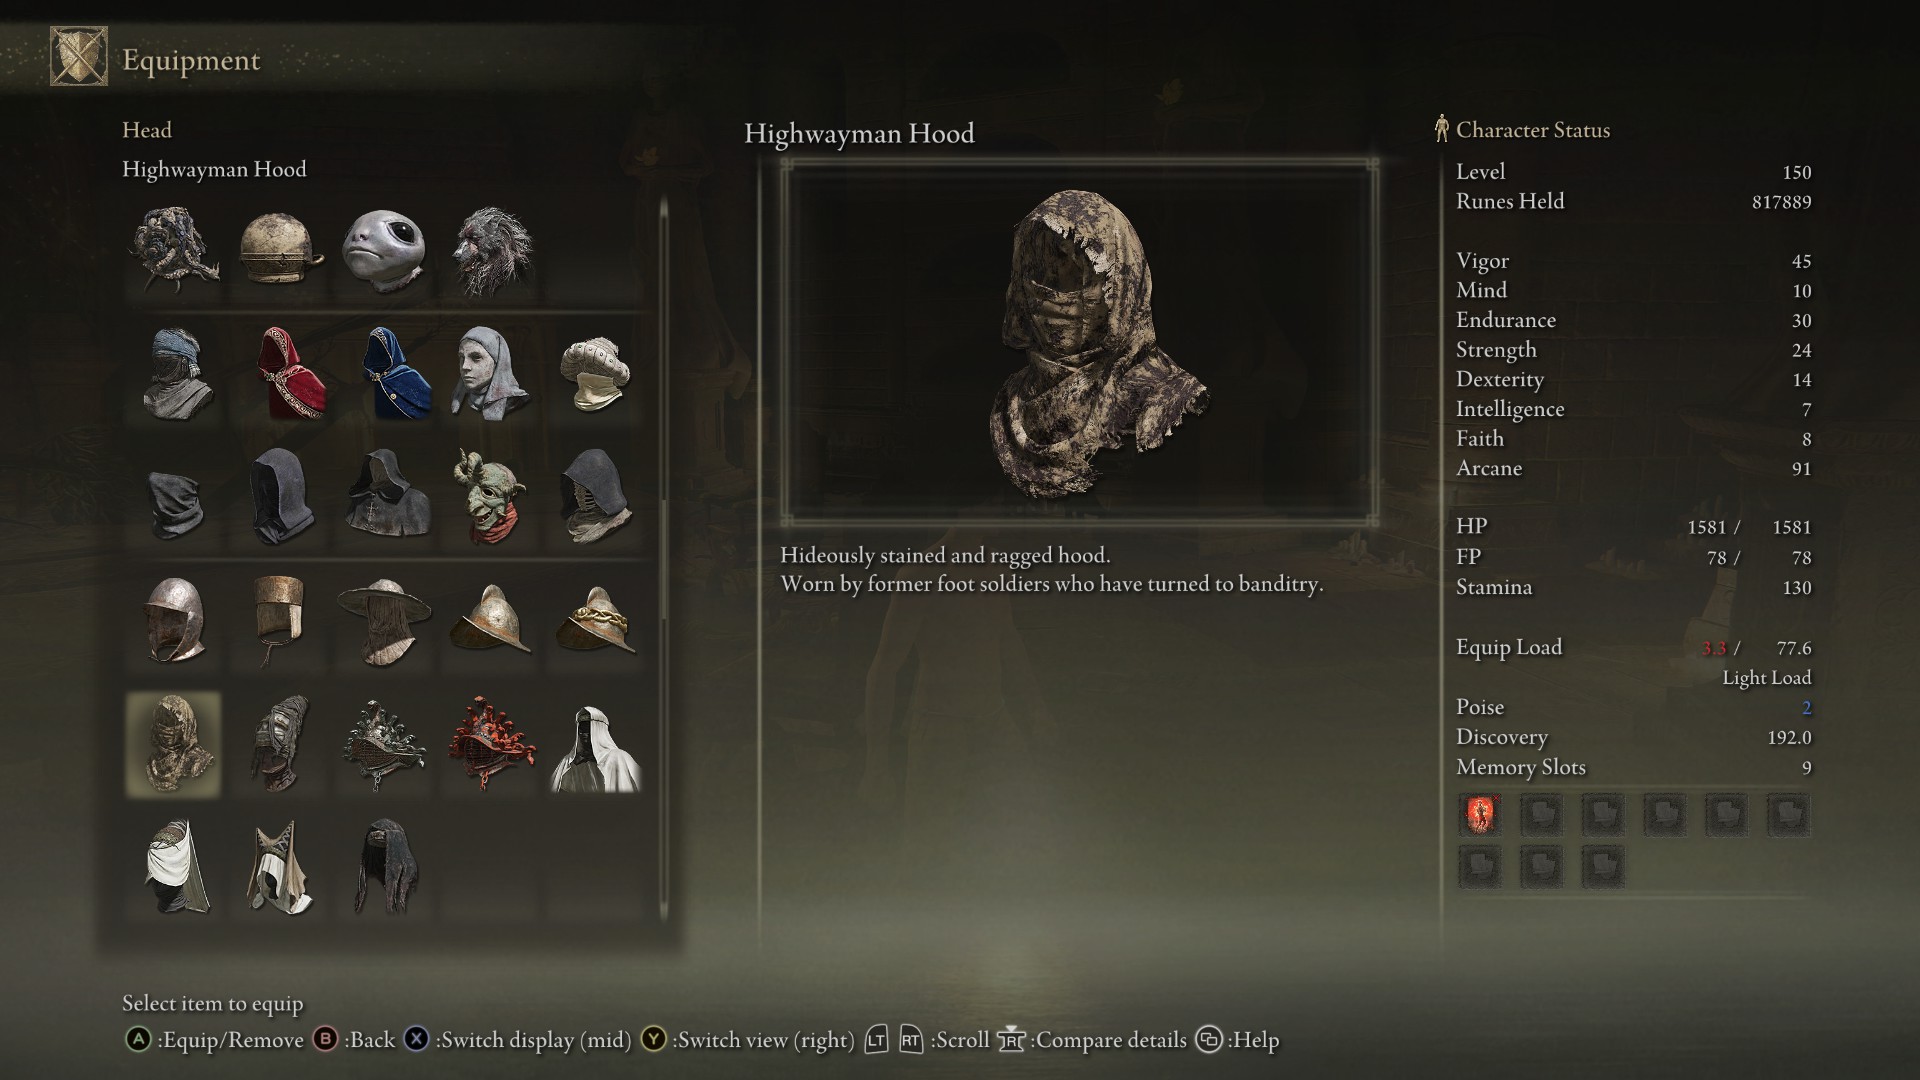 Equipment
Head
Highwayman Hood
Highwayman Hood
Hideously stained and ragged hood.
Worn by former foot soldiers who have turned to banditry.
Character Status
Level 150
Runes Held 817889
Vigor 45
Mind 10
Endurance 30
Strength 24
Dexterity 14
Intelligence 7
Faith 8
Arcane 91
HP 1581 / 1581
FP 78 / 78
Stamina 130
Equip Load 3.3 / 77.6
Light Load
Poise 2
Discovery 192.0
Memory Slots 9
Select item to equip
A :Equip/Remove B :Back X :Switch display (mid) Y :Switch view (right) LT RT :Scroll R :Compare details :Help